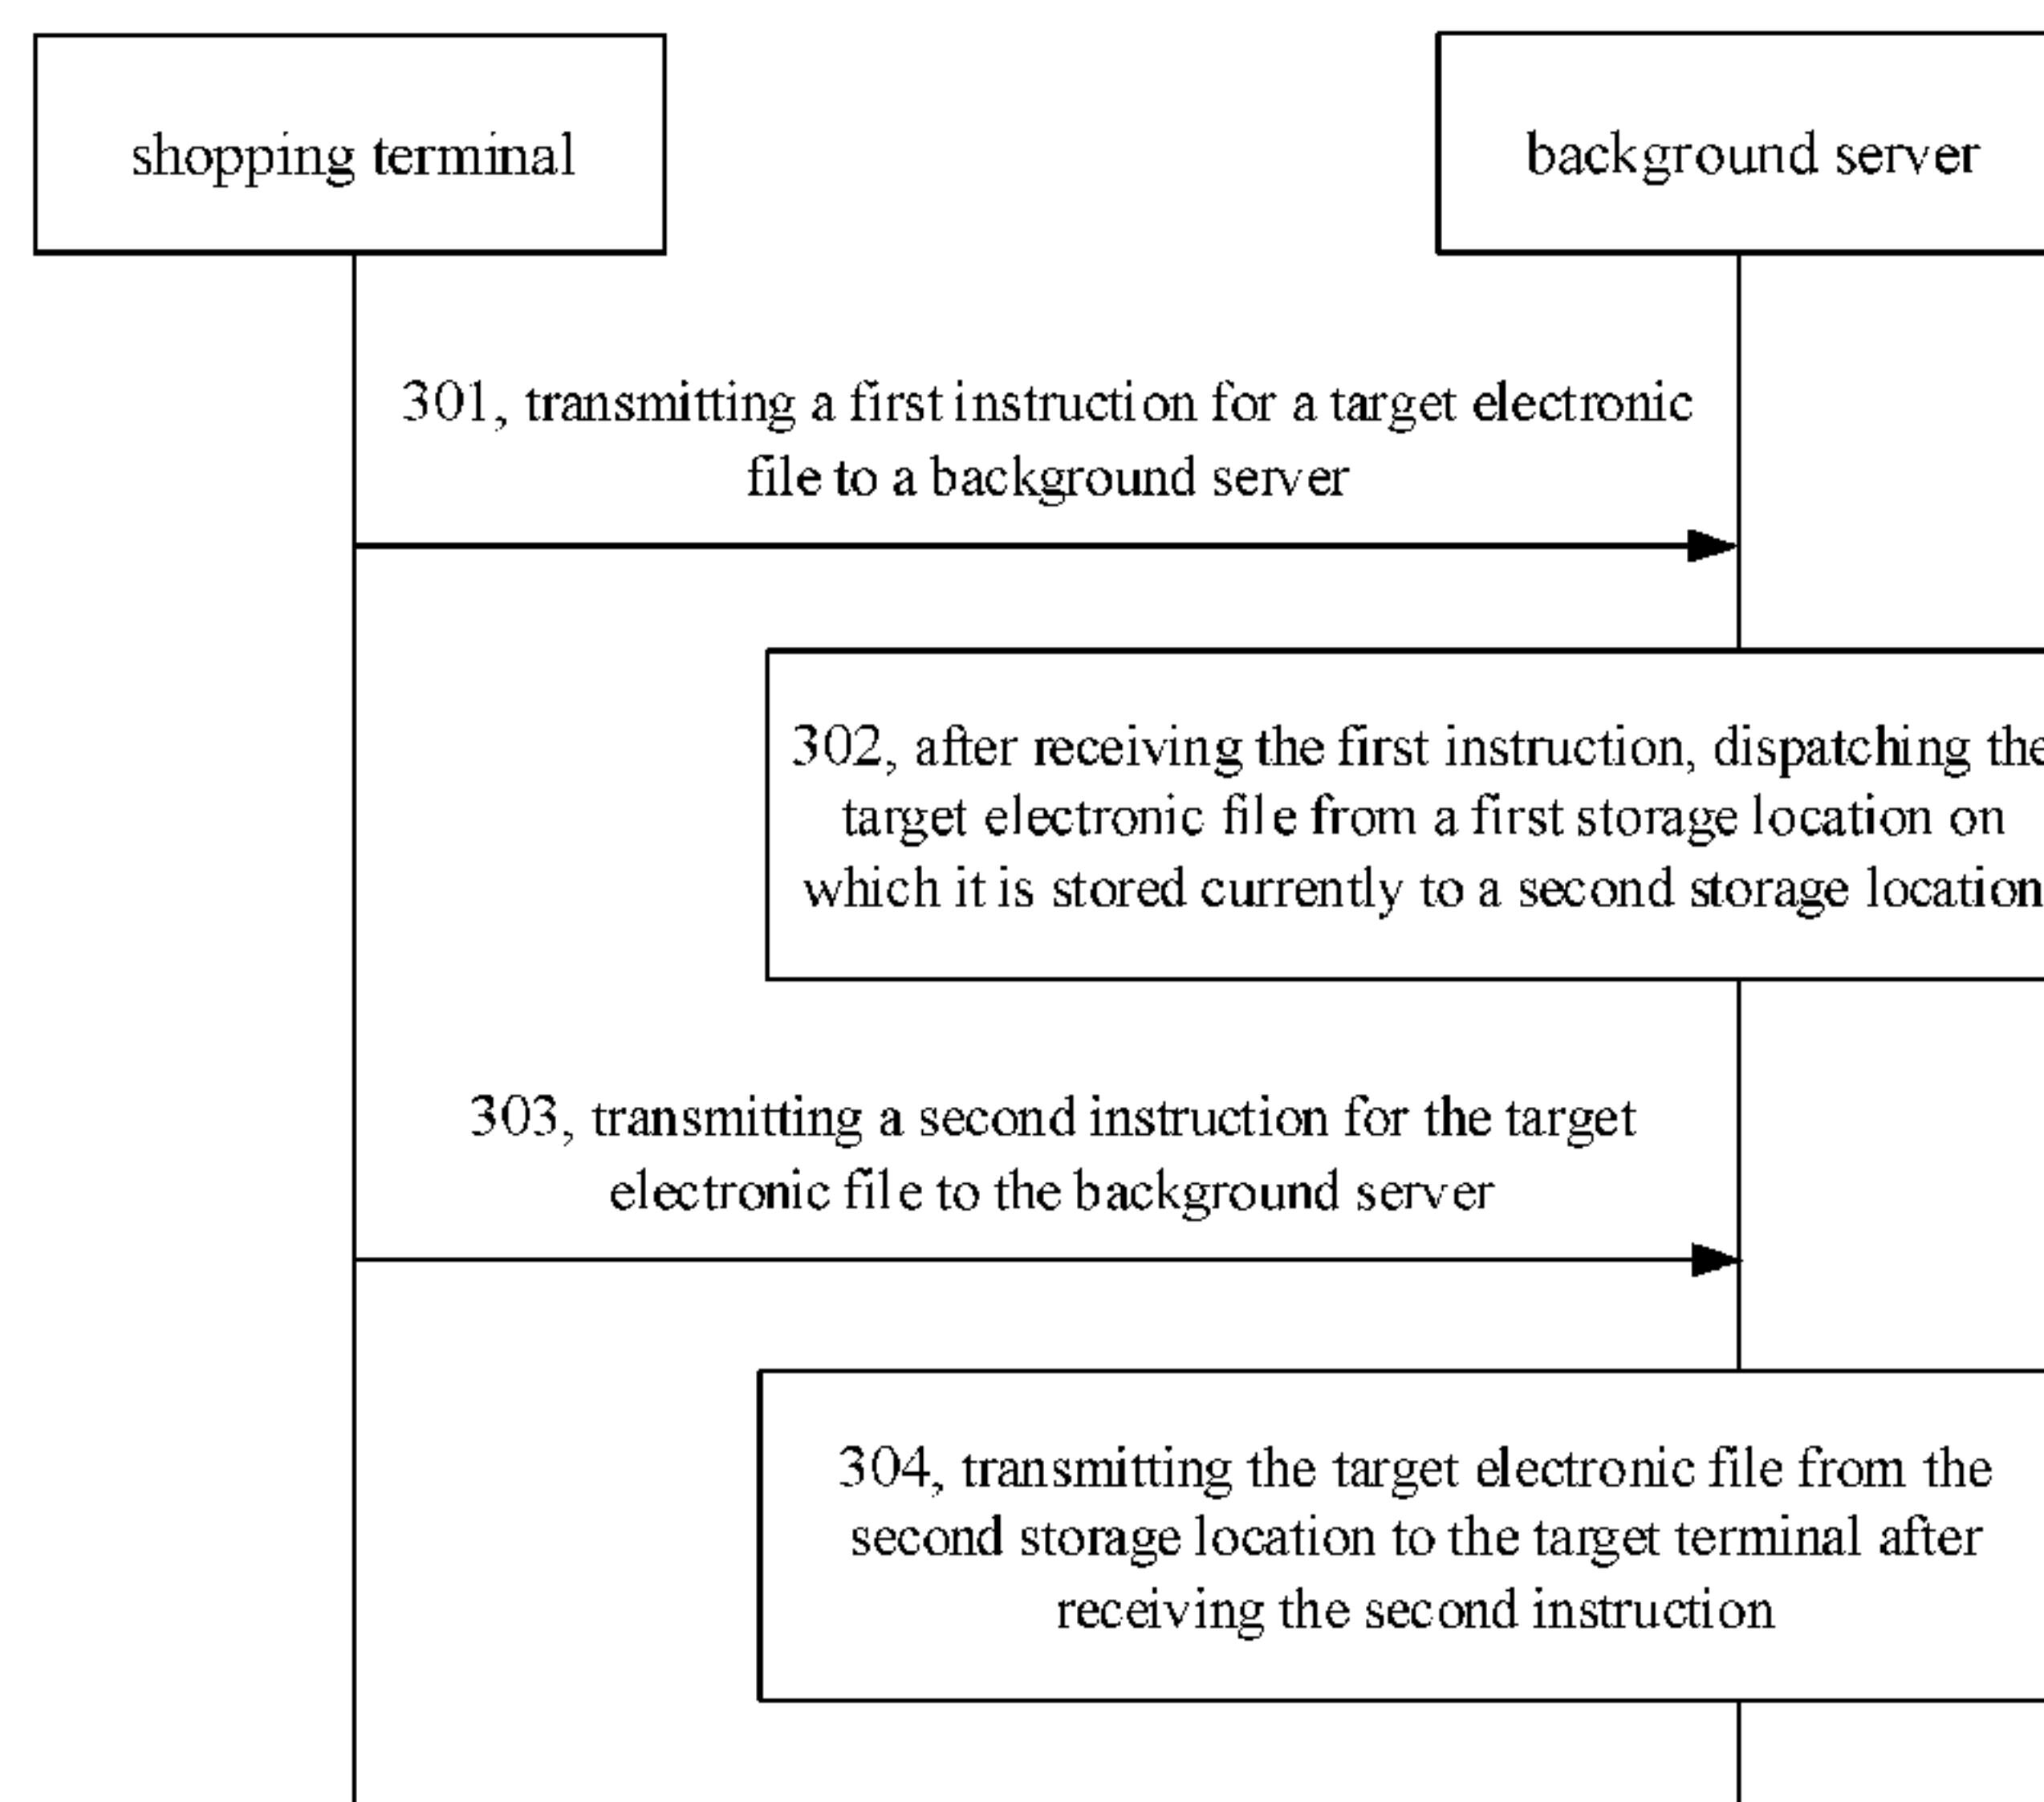 shopping terminal
background server
301, transmitting a first instruction for a target electronic
file to a background server
302, after receiving the first instruction, dispatching the
target electronic file from a first storage location on
which it is stored currently to a second storage location
303, transmitting a second instruction for the target
electronic file to the background server
304, transmitting the target electronic file from the
second storage location to the target terminal after
receiving the second instruction